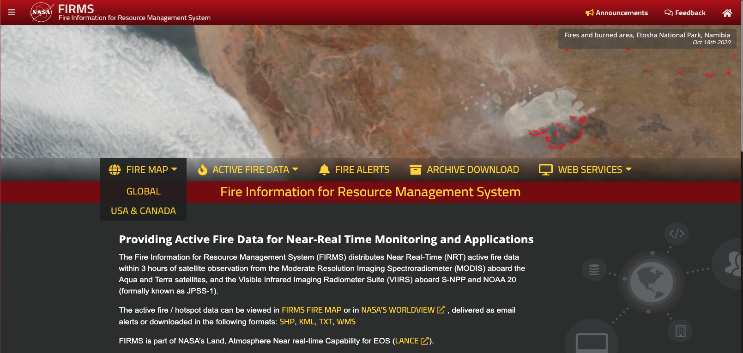 NASA
FIRMS
Fire Information for Resource Management System
Announcements
Feedback
Fires and burned area, Etosha National Park, Namibia
Oct 18th 2020
FIRE MAP
ACTIVE FIRE DATA
FIRE ALERTS
ARCHIVE DOWNLOAD
WEB SERVICES
GLOBAL
USA & CANADA
Fire Information for Resource Management System
Providing Active Fire Data for Near-Real Time Monitoring and Applications
The Fire Information for Resource Management System (FIRMS) distributes Near Real-Time (NRT) active fire data
within 3 hours of satellite observation from the Moderate Resolution Imaging Spectroradiometer (MODIS) aboard the
Aqua and Terra satellites, and the Visible Infrared Imaging Radiometer Suite (VIIRS) aboard S-NPP and NOAA 20
(formally known as JPSS-1).
The active fire / hotspot data can be viewed in FIRMS FIRE MAP or in NASA'S WORLDVIEW , delivered as email
alerts or downloaded in the following formats: SHP, KML, TXT, WMS
FIRMS is part of NASA's Land, Atmosphere Near real-time Capability for EOS (LANCE).